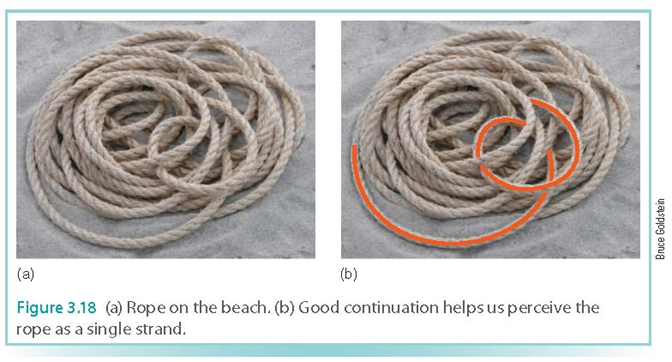 (a)
(b)
Bruce Goldstein
Figure 3.18 (a) Rope on the beach. (b) Good continuation helps us perceive the
rope as a single strand.